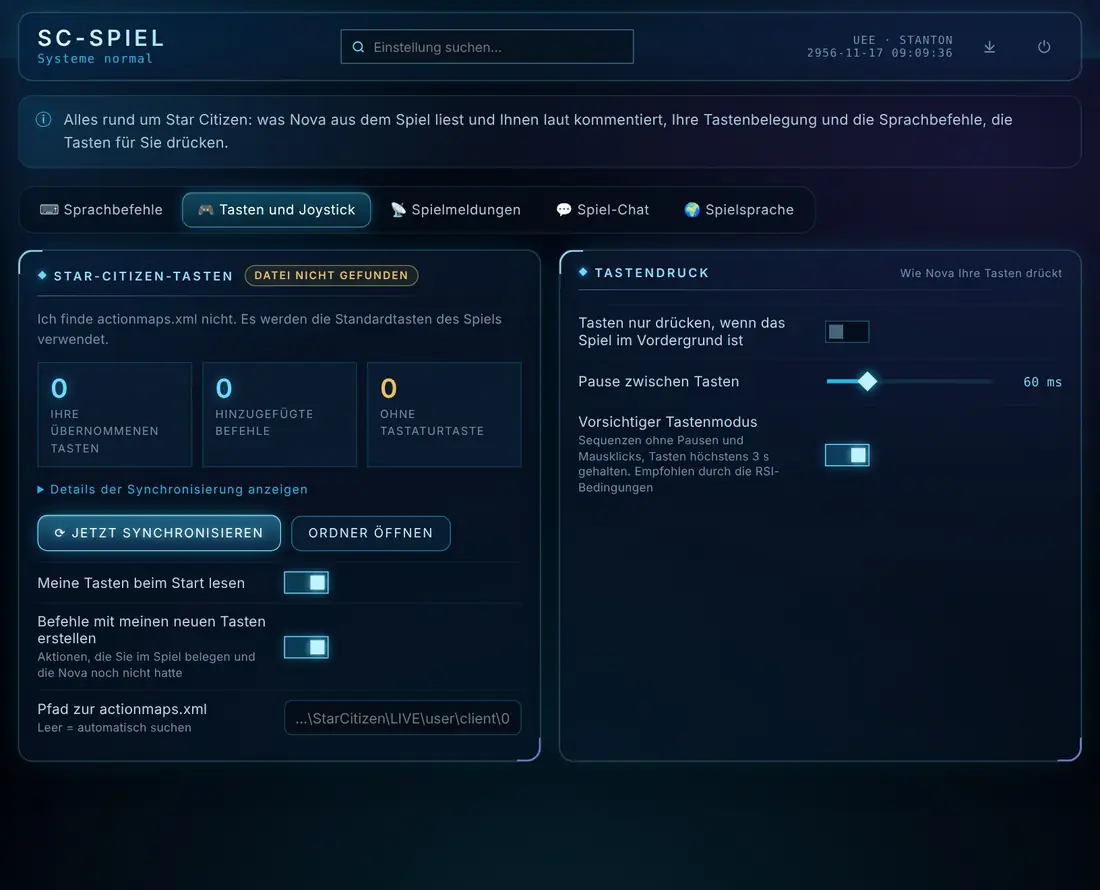 SC-SPIEL
Systeme normal
Einstellung suchen...
UEE · STANTON
2956-11-17 09:09:36
Alles rund um Star Citizen: was Nova aus dem Spiel liest und Ihnen laut kommentiert, Ihre Tastenbelegung und die Sprachbefehle, die
Tasten für Sie drücken.
Sprachbefehle
Tasten und Joystick
Spielmeldungen
Spiel-Chat
Spielsprache
STAR-CITIZEN-TASTEN
DATEI NICHT GEFUNDEN
Ich finde actionmaps.xml nicht. Es werden die Standardtasten des Spiels
verwendet.
0
IHRE
ÜBERNOMMENEN
TASTEN
0
HINZUGEFÜGTE
BEFEHLE
0
OHNE
TASTATURTASTE
Details der Synchronisierung anzeigen
⟳ JETZT SYNCHRONISIEREN
ORDNER ÖFFNEN
Meine Tasten beim Start lesen
Befehle mit meinen neuen Tasten
erstellen
Aktionen, die Sie im Spiel belegen und
die Nova noch nicht hatte
Pfad zur actionmaps.xml
Leer = automatisch suchen
...\StarCitizen\LIVE\user\client\0
TASTENDRUCK
Wie Nova Ihre Tasten drückt
Tasten nur drücken, wenn das
Spiel im Vordergrund ist
Pause zwischen Tasten
60 ms
Vorsichtiger Tastenmodus
Sequenzen ohne Pausen und
Mausklicks, Tasten höchstens 3 s
gehalten. Empfohlen durch die RSI-
Bedingungen